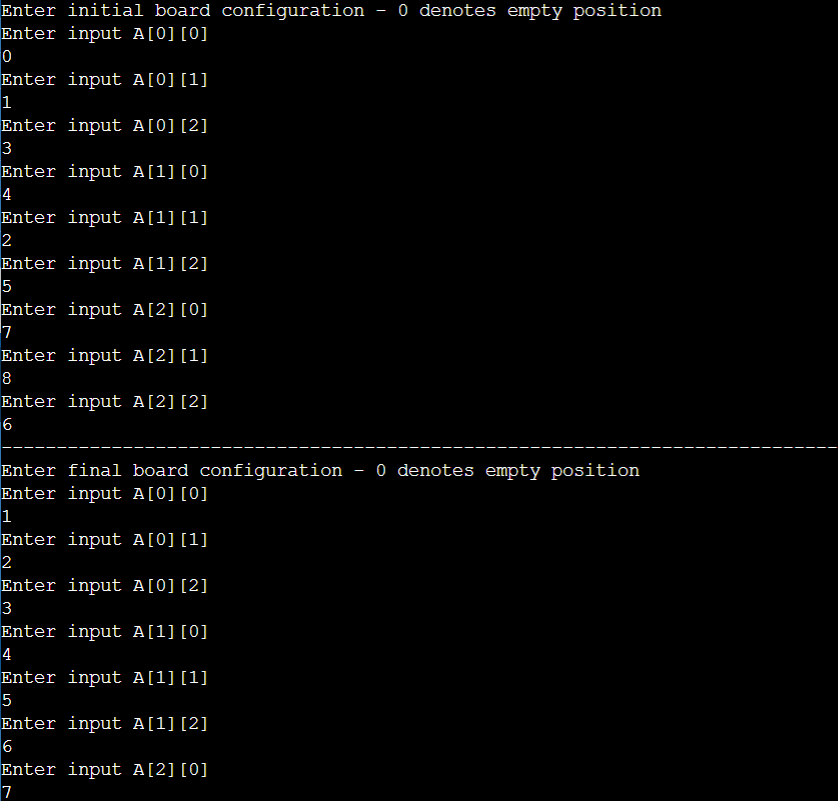 Enter initial board configuration - 0 denotes empty position
Enter input A[0][0]
0
Enter input A[0][1]
1
Enter input A[0][2]
3
Enter input A[1][0]
4
Enter input A[1][1]
2
Enter input A[1][2]
5
Enter input A[2][0]
7
Enter input A[2][1]
8
Enter input A[2][2]
6
----------------------------------------------------------------------------
Enter final board configuration - 0 denotes empty position
Enter input A[0][0]
1
Enter input A[0][1]
2
Enter input A[0][2]
3
Enter input A[1][0]
4
Enter input A[1][1]
5
Enter input A[1][2]
6
Enter input A[2][0]
7